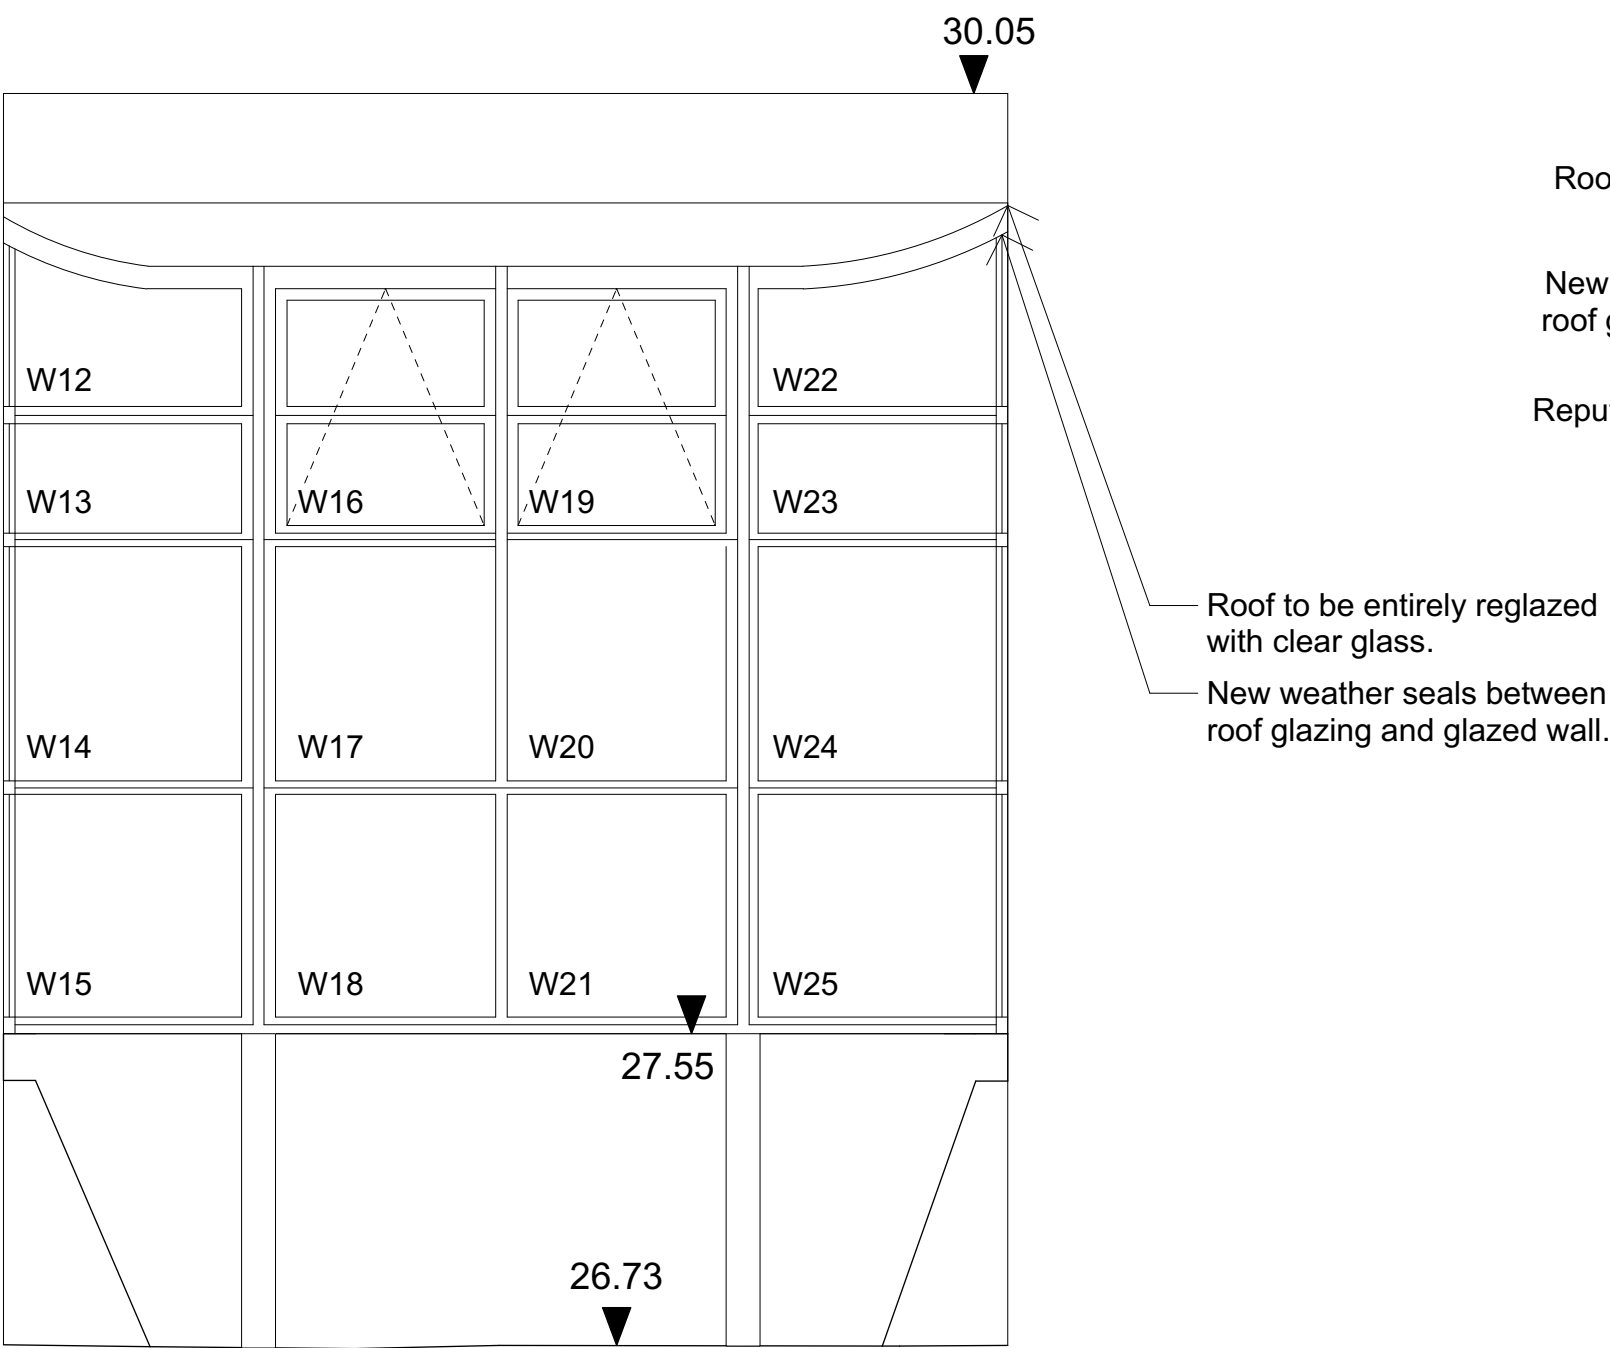 30.05
Roo
New
roof g
Reput
W12
W22
W13
W16
W19
W23
Roof to be entirely reglazed
with clear glass.
New weather seals between
roof glazing and glazed wall.
W14
W17
W20
W24
W15
W18
W21
W25
27.55
26.73